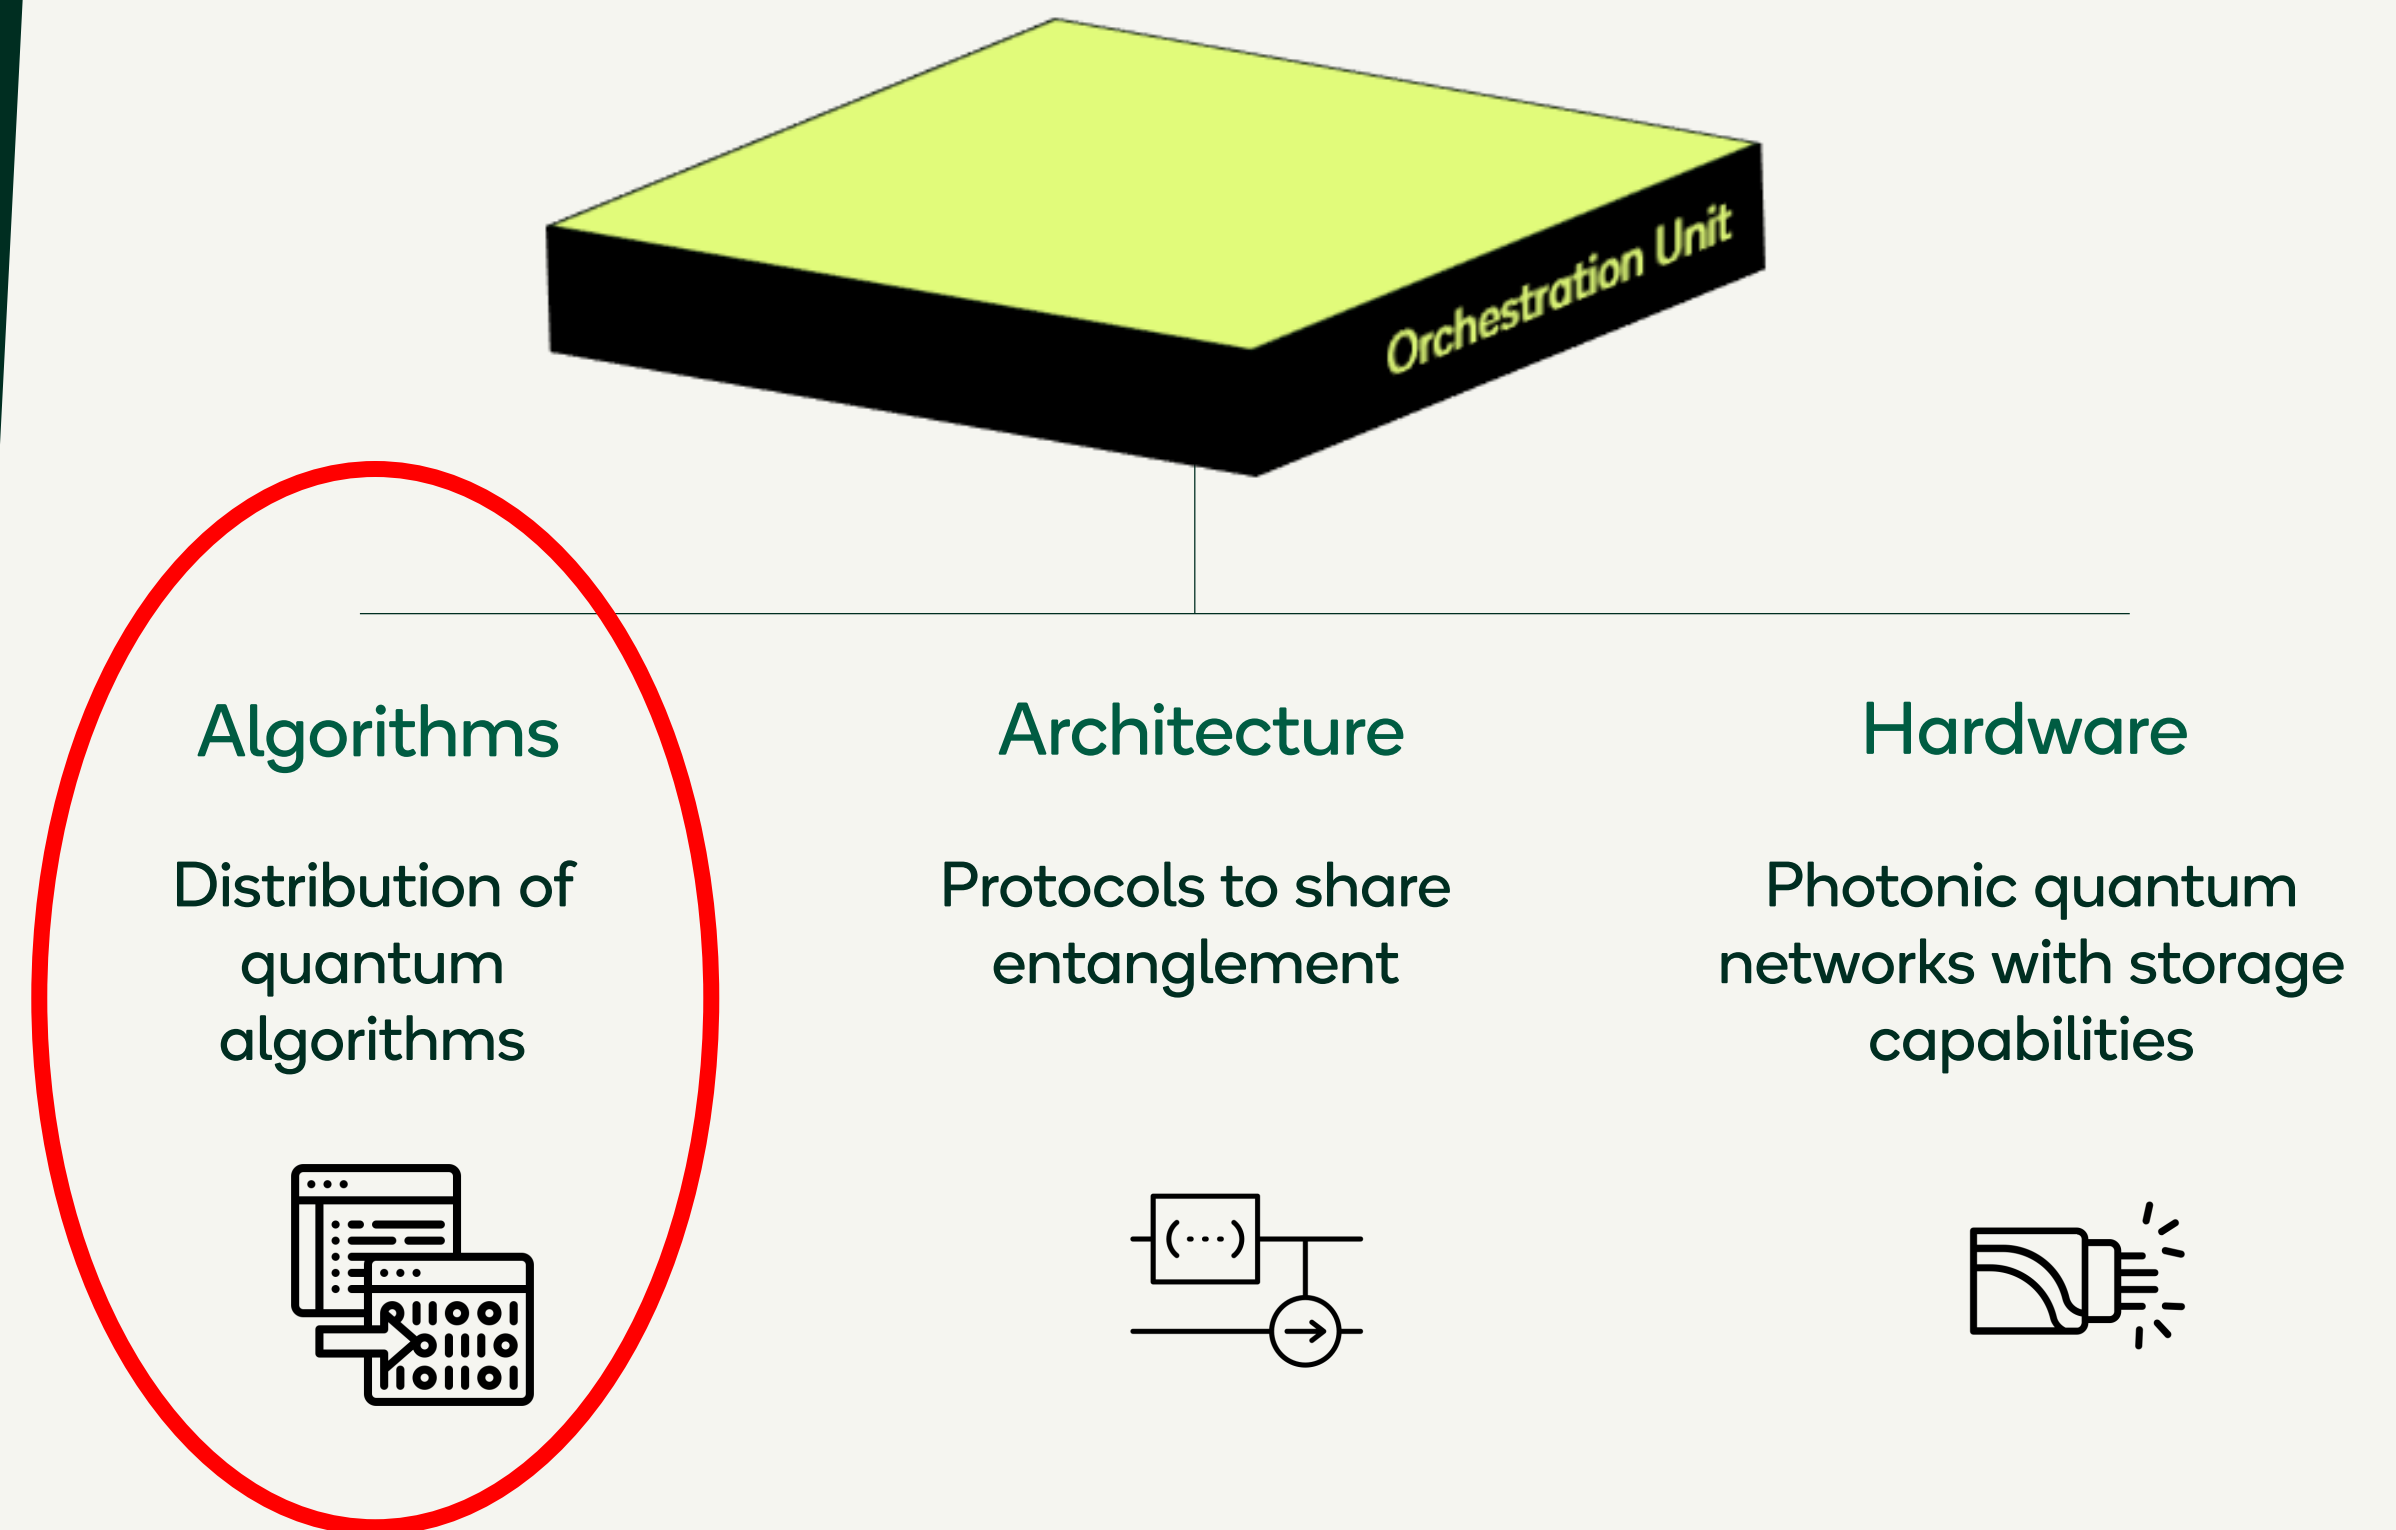 Orchestration Unit
Algorithms
Distribution of
quantum
algorithms
Architecture
Protocols to share
entanglement
Hardware
Photonic quantum
networks with storage
capabilities